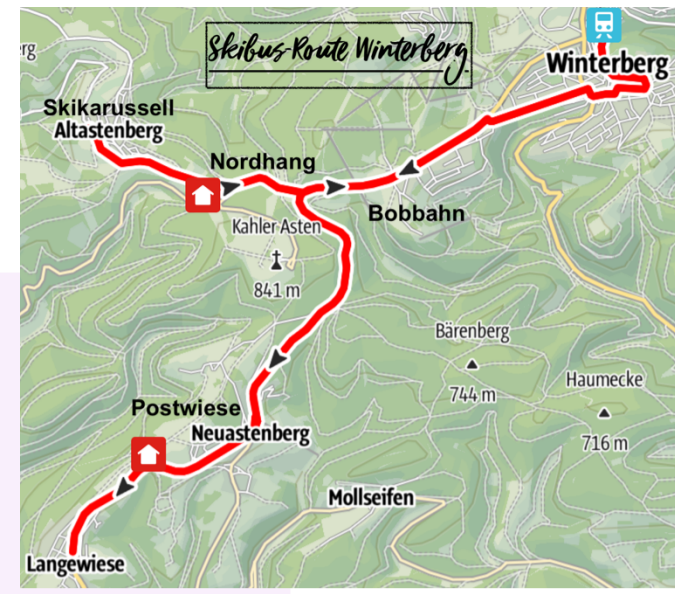 Skibus-Route Winterberg
erg
Winterberg
Skikarussell
Altastenberg
Nordhang
Bobbahn
Kahler Asten
841 m
Bärenberg
744 m
Haumecke
716 m
Postwiese
Neuastenberg
Mollseifen
Langewiese